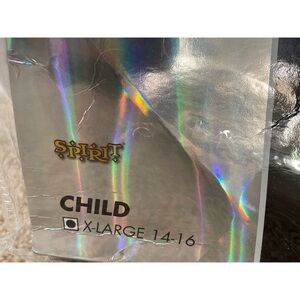 SPIRIT
CHILD
X-LARGE 14-16